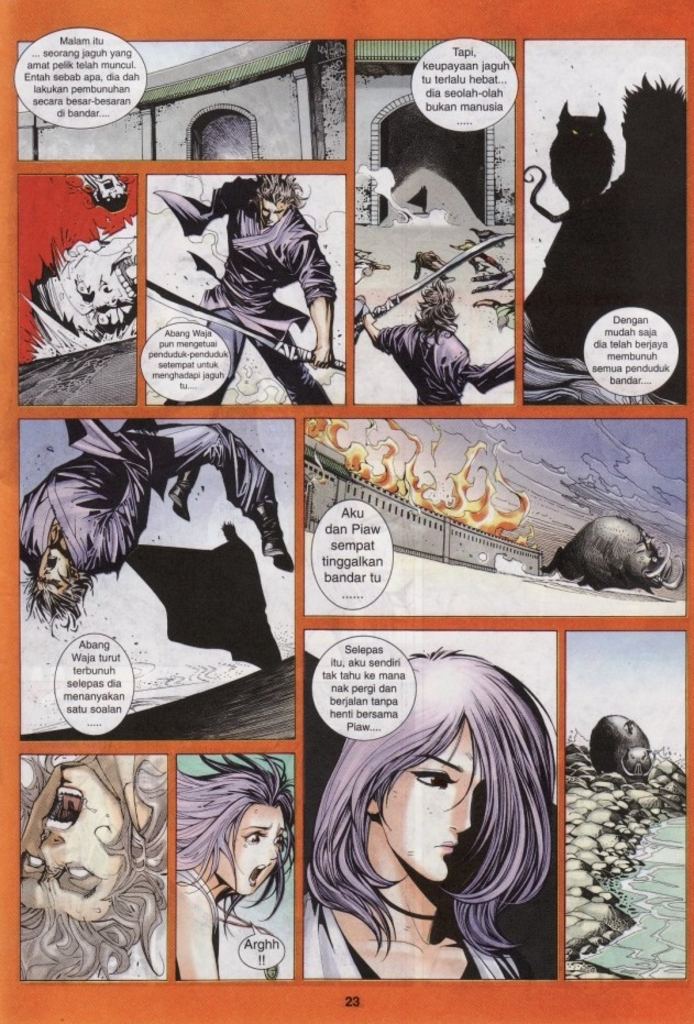 Malam itu
... seorang jaguh yang
amat pelik telah muncul.
Entah sebab apa, dia dah
lakukan pembunuhan
secara besar-besaran
di bandar....
Tapi,
keupayaan jaguh
tu terlalu hebat...
dia seolah-olah
bukan manusia
.....
Abang Waja
pun mengetuai
penduduk-penduduk
setempat untuk
menghadapi jaguh
tu....
Dengan
mudah saja
dia telah berjaya
membunuh
semua penduduk
bandar....
Abang
Waja turut
terbunuh
selepas dia
menanyakan
satu soalan
.....
Aku
dan Piaw
sempat
tinggalkan
bandar tu
......
Selepas
itu, aku sendiri
tak tahu ke mana
nak pergi dan
berjalan tanpa
henti bersama
Piaw....
Arghh
!!
23